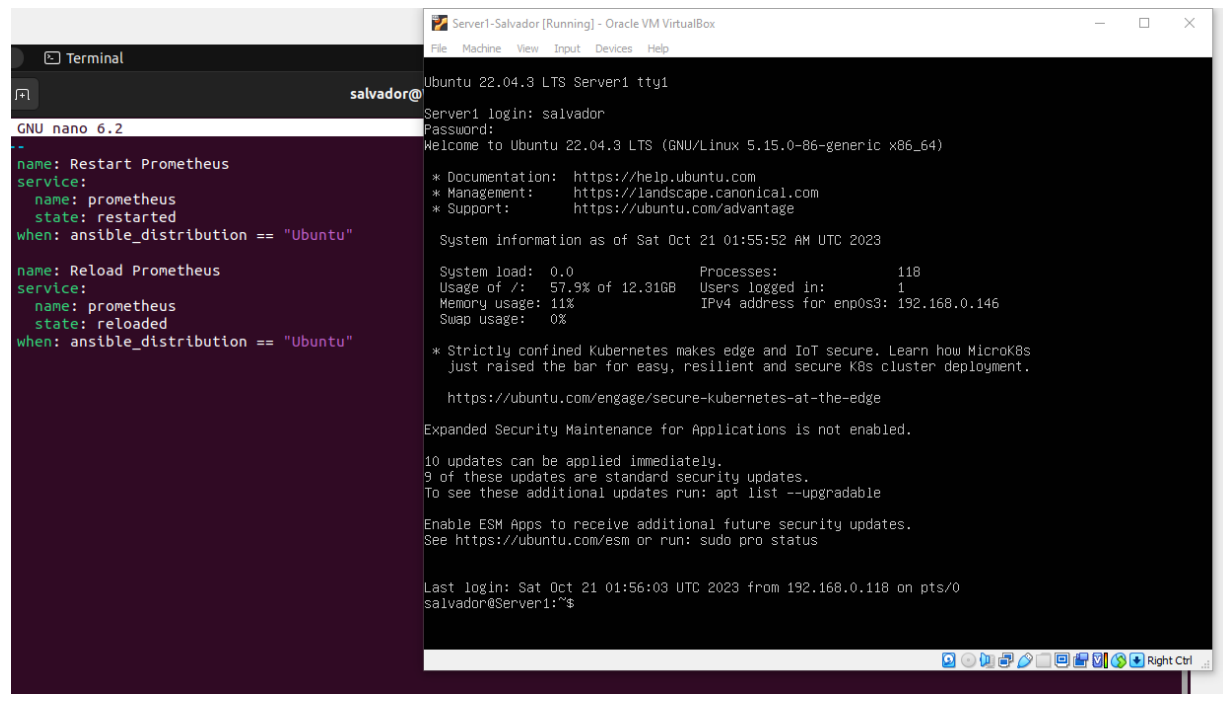 Terminal
salvador@
GNU nano 6.2
--
name: Restart Prometheus
service:
name: prometheus
state: restarted
when: ansible_distribution == "Ubuntu"
name: Reload Prometheus
service:
name: prometheus
state: reloaded
when: ansible_distribution == "Ubuntu"
Server1-Salvador [Running] - Oracle VM VirtualBox
File Machine View Input Devices Help
Ubuntu 22.04.3 LTS Server1 tty1
Server1 login: salvador
Password:
Welcome to Ubuntu 22.04.3 LTS (GNU/Linux 5.15.0-86-generic x86_64)
* Documentation: https://help.ubuntu.com
* Management: https://landscape.canonical.com
* Support: https://ubuntu.com/advantage
System information as of Sat Oct 21 01:55:52 AM UTC 2023
System load: 0.0 Processes: 118
Usage of /: 57.9% of 12.31GB Users logged in: 1
Memory usage: 11% IPv4 address for enp0s3: 192.168.0.146
Swap usage: 0%
* Strictly confined Kubernetes makes edge and IoT secure. Learn how MicroK8s
just raised the bar for easy, resilient and secure K8s cluster deployment.
https://ubuntu.com/engage/secure-kubernetes-at-the-edge
Expanded Security Maintenance for Applications is not enabled.
10 updates can be applied immediately.
9 of these updates are standard security updates.
To see these additional updates run: apt list --upgradable
Enable ESM Apps to receive additional future security updates.
See https://ubuntu.com/esm or run: sudo pro status
Last login: Sat Oct 21 01:56:03 UTC 2023 from 192.168.0.118 on pts/0
salvador@Server1:~$
Right Ctrl